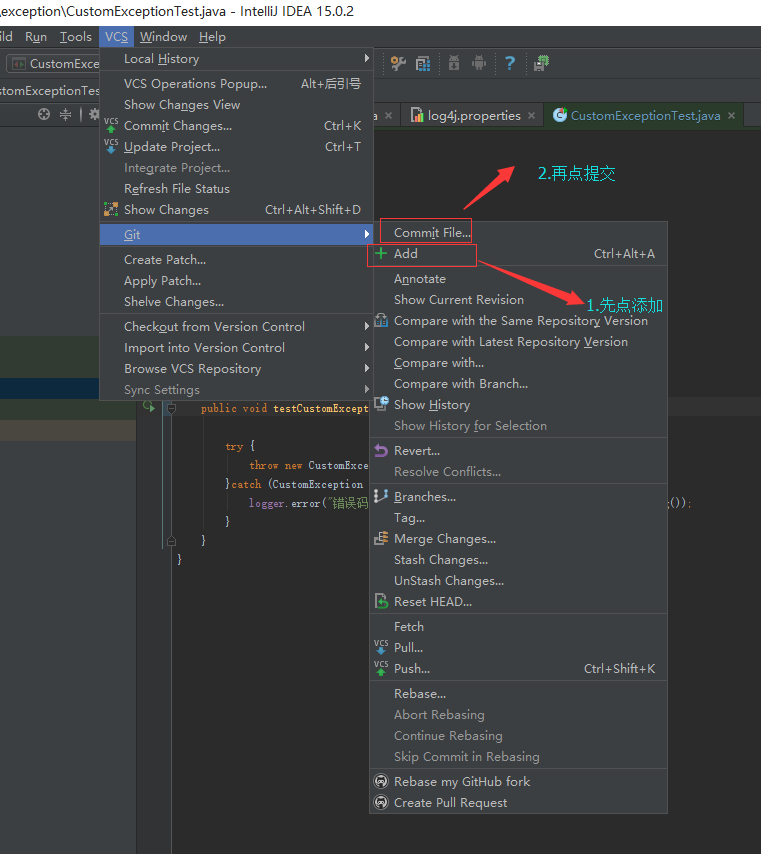 \exception\CustomExceptionTest.java - IntelliJ IDEA 15.0.2
ild Run Tools VCS Window Help
CustomExce
stomExceptionTes
a × log4j.properties × CustomExceptionTest.java ×
Local History
VCS Operations Popup... Alt+后引号
Show Changes View
VCS Commit Changes... Ctrl+K
VCS Update Project... Ctrl+T
Integrate Project...
Refresh File Status
Show Changes Ctrl+Alt+Shift+D
Git
Create Patch...
Apply Patch...
Shelve Changes...
Checkout from Version Control
Import into Version Control
Browse VCS Repository
Sync Settings
2.再点提交
Commit File...
Add Ctrl+Alt+A
1.先点添加
Annotate
Show Current Revision
Compare with the Same Repository Version
Compare with Latest Repository Version
Compare with...
Compare with Branch...
Show History
Show History for Selection
Revert...
Resolve Conflicts...
Branches...
Tag...
Merge Changes...
Stash Changes...
UnStash Changes...
Reset HEAD...
Fetch
VCS Pull...
VCS Push... Ctrl+Shift+K
Rebase...
Abort Rebasing
Continue Rebasing
Skip Commit in Rebasing
Rebase my GitHub fork
Create Pull Request
public void testCustomExcept
try {
throw new CustomExce
}catch (CustomException
logger.error("错误码 ());
}
}
}